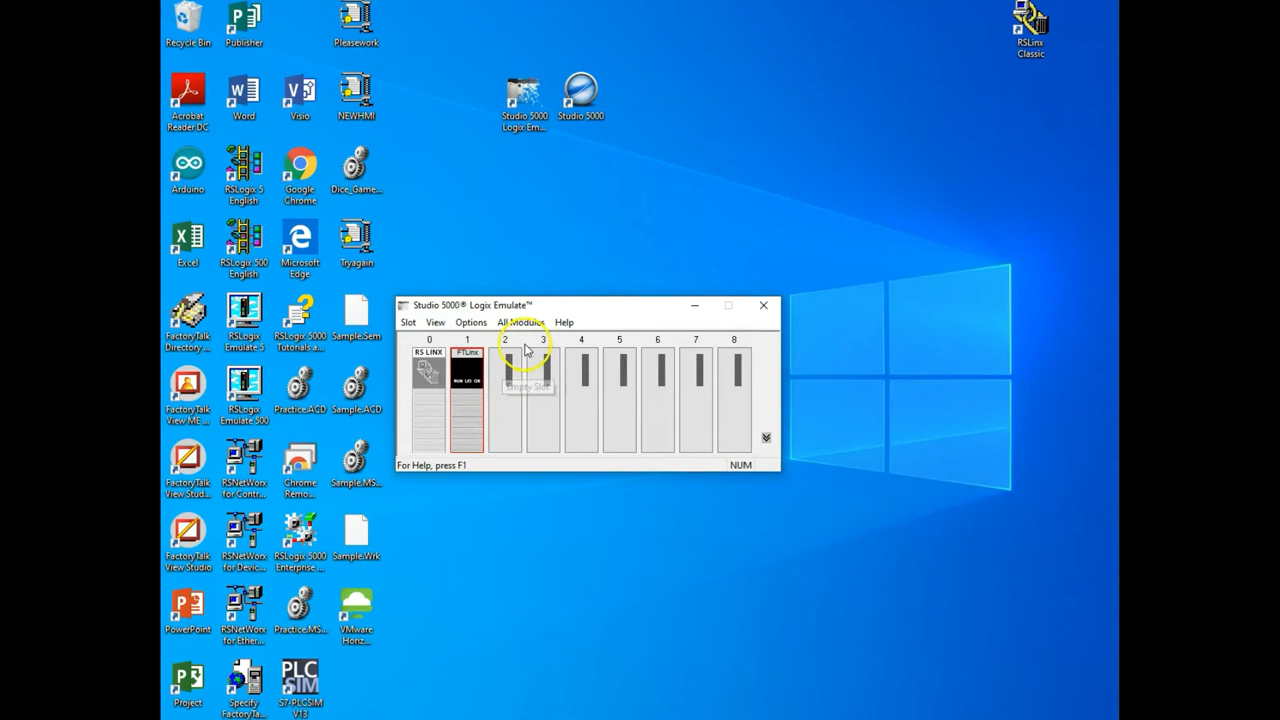 Recycle Bin
Publisher
Pleasework
RSLinx
Classic
Acrobat
Reader DC
Word
Visio
NEWHMI
Studio 5000
Logix Em...
Studio 5000
Arduino
RSLogix 5
English
Google
Chrome
Dice_Game...
Excel
RSLogix 500
English
Microsoft
Edge
Tryagain
FactoryTalk
Directory ...
RSLogix
Emulate 5
RSLogix 5000
Tutorials a...
Sample.Sem
FactoryTalk
View ME ...
RSLogix
Emulate 500
Practice.ACD
Sample.ACD
FactoryTalk
View Stud...
RSNetWorx
for Contr...
Chrome
Remo...
Sample.MS...
FactoryTalk
View Studio
RSNetWorx
for Devic...
RSLogix 5000
Enterprise ...
Sample.Wrk
PowerPoint
RSNetWorx
for Ether...
Practice.MS...
VMware
Horiz...
Project
Specify
FactoryTa...
S7-PLCSIM
V13
Studio 5000® Logix Emulate™
Slot View Options All Modules Help
0 1 2 3 4 5 6 7 8
RS LINX
FTLinx
RUN I/O OK
Empty Slot
For Help, press F1
NUM